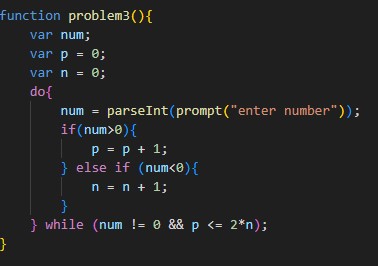 function problem3(){
    var num;
    var p = 0;
    var n = 0;
    do{
        num = parseInt(prompt("enter number"));
        if(num>0){
            p = p + 1;
        } else if (num<0){
            n = n + 1;
        }
    } while (num != 0 && p <= 2*n);
}